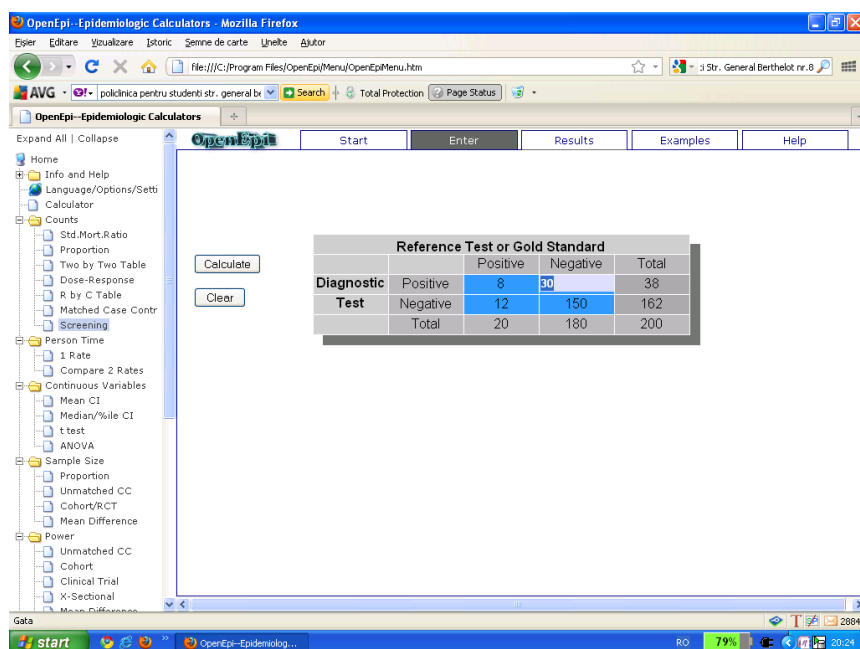 OpenEpi--Epidemiologic Calculators - Mozilla Firefox
Fişier Editare Vizualizare Istoric Semne de carte Unelte Ajutor
file:///C:/Program Files/OpenEpi/Menu/OpenEpiMenu.htm
:i Str. General Berthelot nr.8
AVG policlinica pentru studenti str. general be Search Total Protection Page Status
OpenEpi--Epidemiologic Calculators
Expand All | Collapse
OpenEpi Start Enter Results Examples Help
Home
Info and Help
Language/Options/Setti
Calculator
Counts
Std.Mort.Ratio
Proportion
Two by Two Table
Dose-Response
R by C Table
Matched Case Contr
Screening
Person Time
1 Rate
Compare 2 Rates
Continuous Variables
Mean CI
Median/%ile CI
t test
ANOVA
Sample Size
Proportion
Unmatched CC
Cohort/RCT
Mean Difference
Power
Unmatched CC
Cohort
Clinical Trial
X-Sectional
Mean Difference
Calculate
Clear
Reference Test or Gold Standard
Positive Negative Total
Diagnostic Positive 8 30 38
Test Negative 12 150 162
Total 20 180 200
Gata
2884
start
OpenEpi--Epidemiolog...
RO 79% 20:24